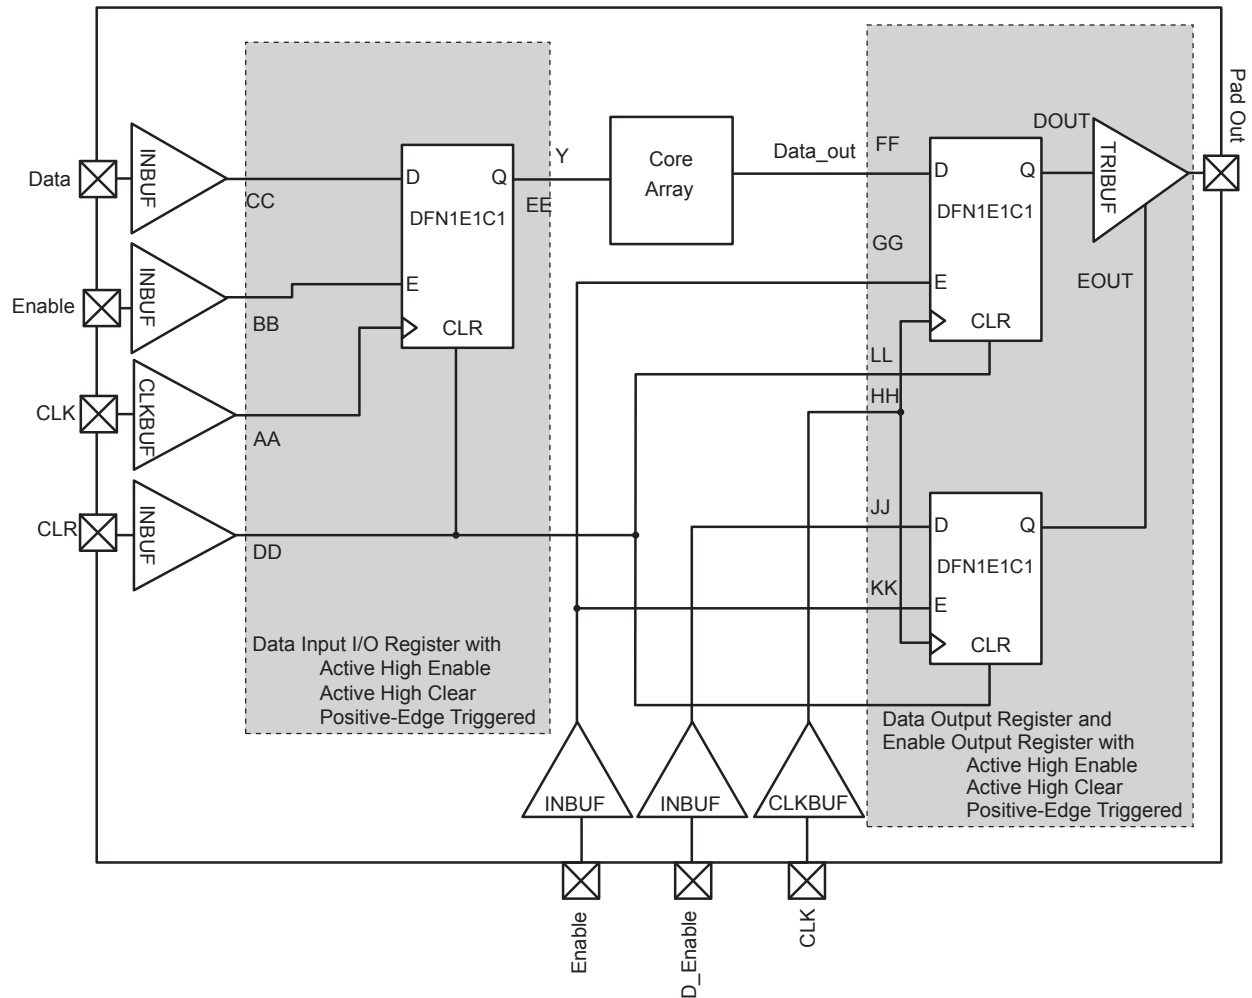 Data
INBUF
CC
D
Q
DFN1E1C1
E
CLR
Y
EE
Core
Array
Data_out
FF
D
Q
DFN1E1C1
GG
E
CLR
DOUT
TRIBUF
EOUT
Pad Out
Enable
INBUF
BB
CLK
CLKBUF
AA
CLR
INBUF
DD
LL
HH
JJ
D
Q
DFN1E1C1
KK
E
CLR
Data Input I/O Register with
Active High Enable
Active High Clear
Positive-Edge Triggered
Data Output Register and
Enable Output Register with
Active High Enable
Active High Clear
Positive-Edge Triggered
INBUF
INBUF
CLKBUF
Enable
D_Enable
CLK